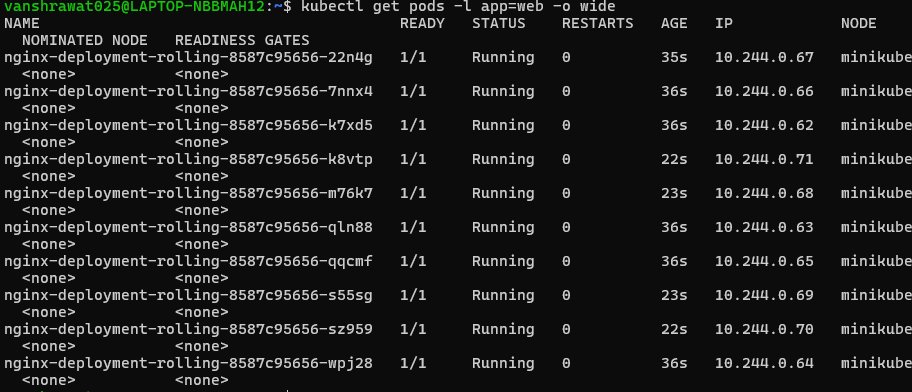 vanshrawat025@LAPTOP-NBBMAH12:~$ kubectl get pods -l app=web -o wide
NAME READY STATUS RESTARTS AGE IP NODE
NOMINATED NODE READINESS GATES
nginx-deployment-rolling-8587c95656-22n4g 1/1 Running 0 35s 10.244.0.67 minikube
<none> <none>
nginx-deployment-rolling-8587c95656-7nnx4 1/1 Running 0 36s 10.244.0.66 minikube
<none> <none>
nginx-deployment-rolling-8587c95656-k7xd5 1/1 Running 0 36s 10.244.0.62 minikube
<none> <none>
nginx-deployment-rolling-8587c95656-k8vtp 1/1 Running 0 22s 10.244.0.71 minikube
<none> <none>
nginx-deployment-rolling-8587c95656-m76k7 1/1 Running 0 23s 10.244.0.68 minikube
<none> <none>
nginx-deployment-rolling-8587c95656-qln88 1/1 Running 0 36s 10.244.0.63 minikube
<none> <none>
nginx-deployment-rolling-8587c95656-qqcmf 1/1 Running 0 36s 10.244.0.65 minikube
<none> <none>
nginx-deployment-rolling-8587c95656-s55sg 1/1 Running 0 23s 10.244.0.69 minikube
<none> <none>
nginx-deployment-rolling-8587c95656-sz959 1/1 Running 0 22s 10.244.0.70 minikube
<none> <none>
nginx-deployment-rolling-8587c95656-wpj28 1/1 Running 0 36s 10.244.0.64 minikube
<none> <none>